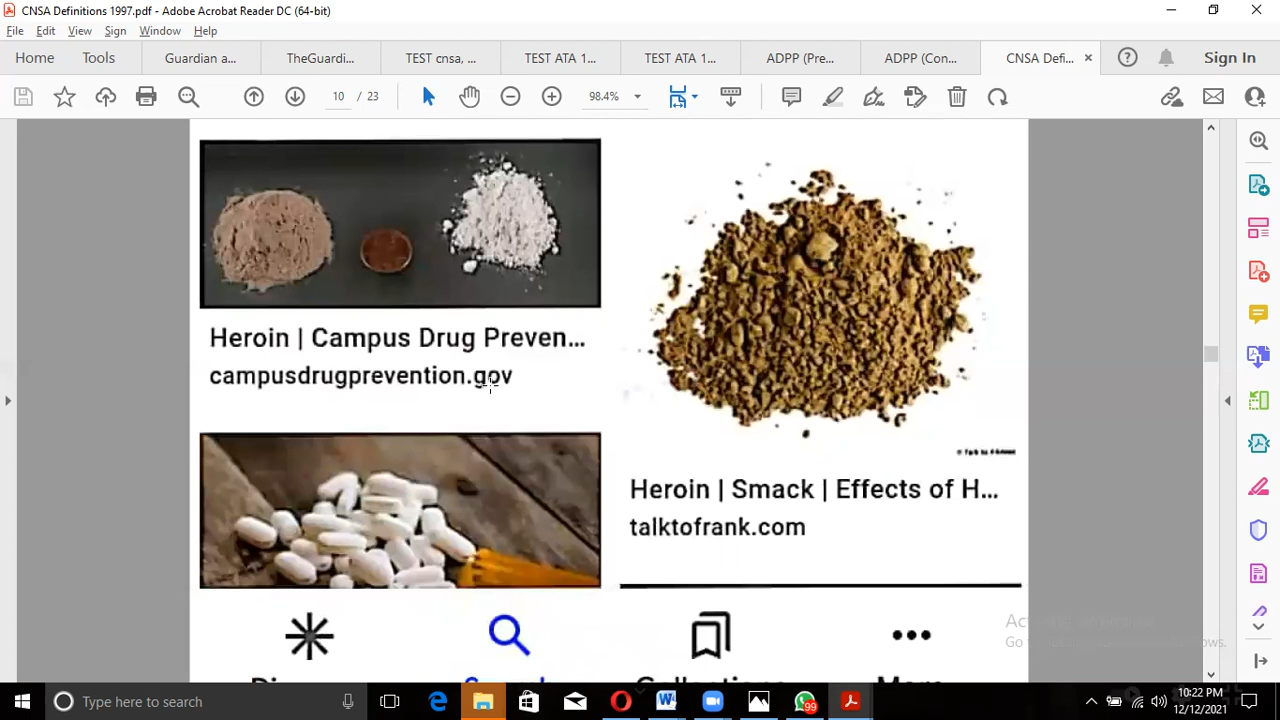 CNSA Definitions 1997.pdf - Adobe Acrobat Reader DC (64-bit)
File Edit View Sign Window Help
Home Tools Guardian a... TheGuardi... TEST cnsa, ... TEST ATA 1... TEST ATA 1... ADPP (Pre... ADPP (Con... CNSA Defi... Sign In
10 / 23 98.4%
Heroin | Campus Drug Preven...
campusdrugprevention.gov
Heroin | Smack | Effects of H...
talktofrank.com
Collections
More
Type here to search
99
10:22 PM
12/12/2021